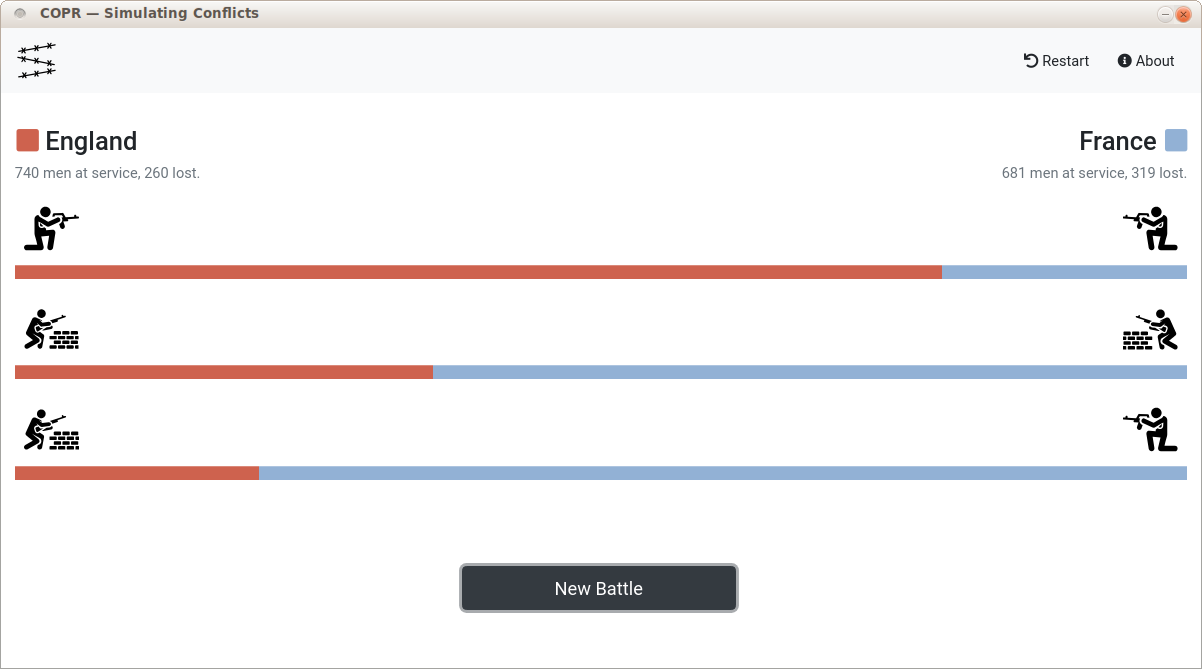 COPR — Simulating Conflicts
Restart
About
England
France
740 men at service, 260 lost.
681 men at service, 319 lost.
New Battle